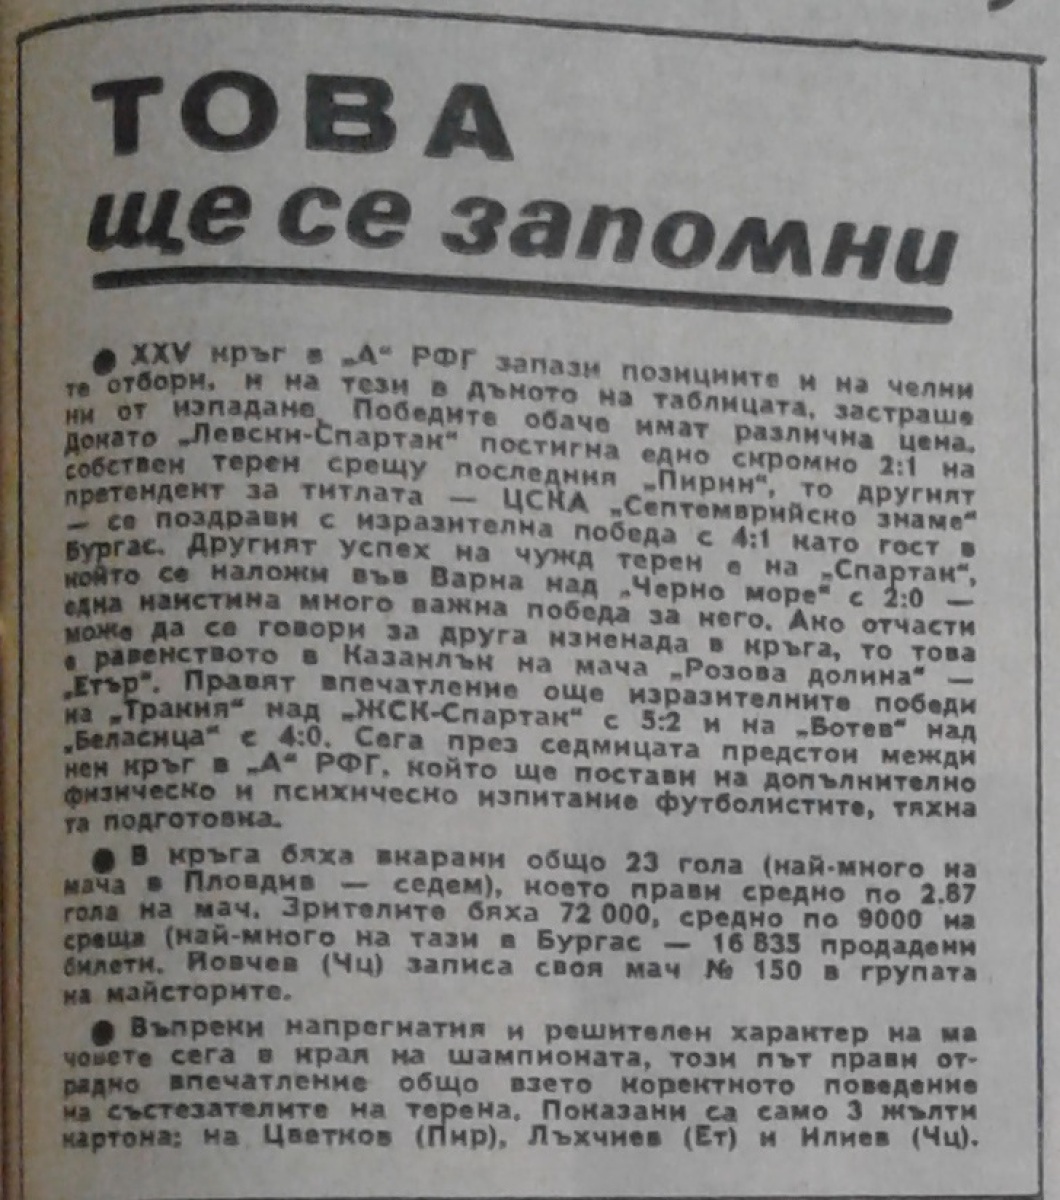 ТОВА
ще се запомни
● XXV кръг в „А“ РФГ запази позициите и на челни
те отбори, и на тези в дъното на таблицата, застраше
ни от изпадане. Победите обаче имат различна цена.
Докато „Левски-Спартак“ постигна едно скромно 2:1 на
собствен терен срещу последния „Пирин“, то другият
претендент за титлата — ЦСКА „Септемврийско знаме“
— се поздрави с изразителна победа с 4:1 като гост в
Бургас. Другият успех на чужд терен е на „Спартак“,
който се наложи във Варна над „Черно море“ с 2:0 —
една наистина много важна победа за него. Ако отчасти
може да се говори за друга изненада в кръга, то това
е равенството в Казанлък на мача „Розова долина“ —
„Етър“. Правят впечатление още изразителните победи
на „Тракия“ над „ЖСК-Спартак“ с 5:2 и на „Ботев“ над
„Беласица“ с 4:0. Сега през седмицата предстои межди
нен кръг в „А“ РФГ, който ще постави на допълнително
физическо и психическо изпитание футболистите, тяхна
та подготовка.
● В кръга бяха вкарани общо 23 гола (най-много на
мача в Пловдив — седем), което прави средно по 2.87
гола на мач. Зрителите бяха 72 000, средно по 9000 на
среща (най-много на тази в Бургас — 16 835 продадени
билети. Йовчев (Чц) записа своя мач № 150 в групата
на майсторите.
● Въпреки напрегнатия и решителен характер на ма
човете сега в края на шампионата, този път прави от-
радно впечатление общо взето коректното поведение
на състезателите на терена. Показани са само 3 жълти
картона: на Цветков (Пир), Лъхчиев (Ет) и Илиев (Чц).